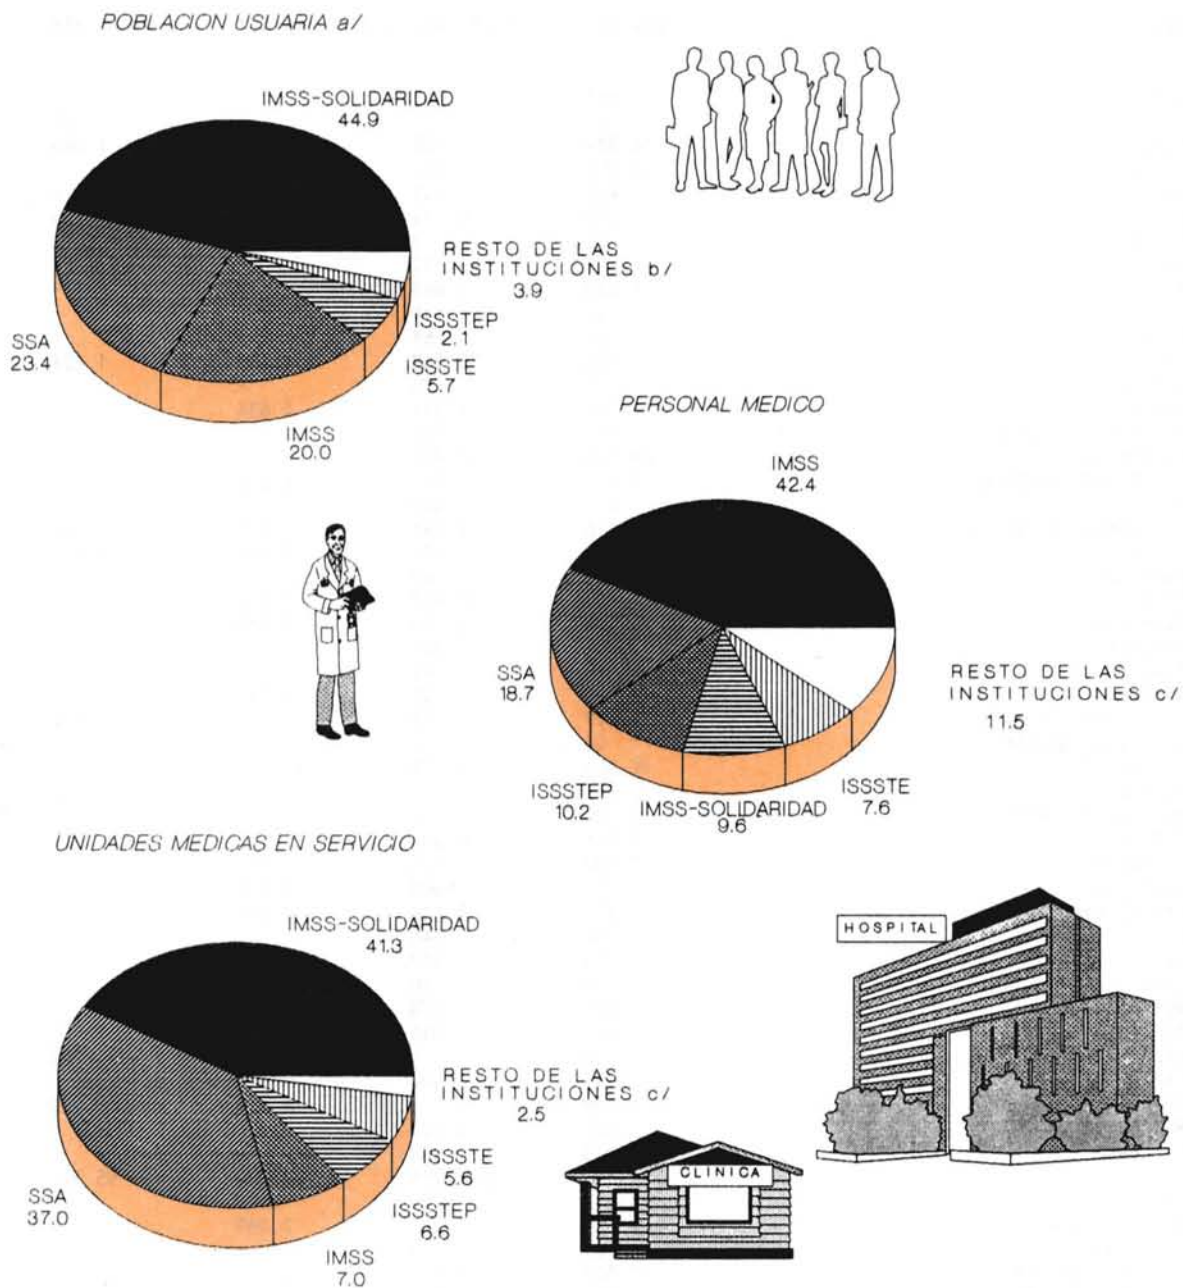 POBLACION USUARIA a/
IMSS-SOLIDARIDAD
44.9
RESTO DE LAS
INSTITUCIONES b/
3.9
ISSSTEP
2.1
ISSSTE
5.7
IMSS
20.0
SSA
23.4
PERSONAL MEDICO
IMSS
42.4
RESTO DE LAS
INSTITUCIONES c/
11.5
ISSSTE
7.6
IMSS-SOLIDARIDAD
9.6
ISSSTEP
10.2
SSA
18.7
UNIDADES MEDICAS EN SERVICIO
IMSS-SOLIDARIDAD
41.3
RESTO DE LAS
INSTITUCIONES c/
2.5
ISSSTE
5.6
ISSSTEP
6.6
IMSS
7.0
SSA
37.0
HOSPITAL
CLINICA